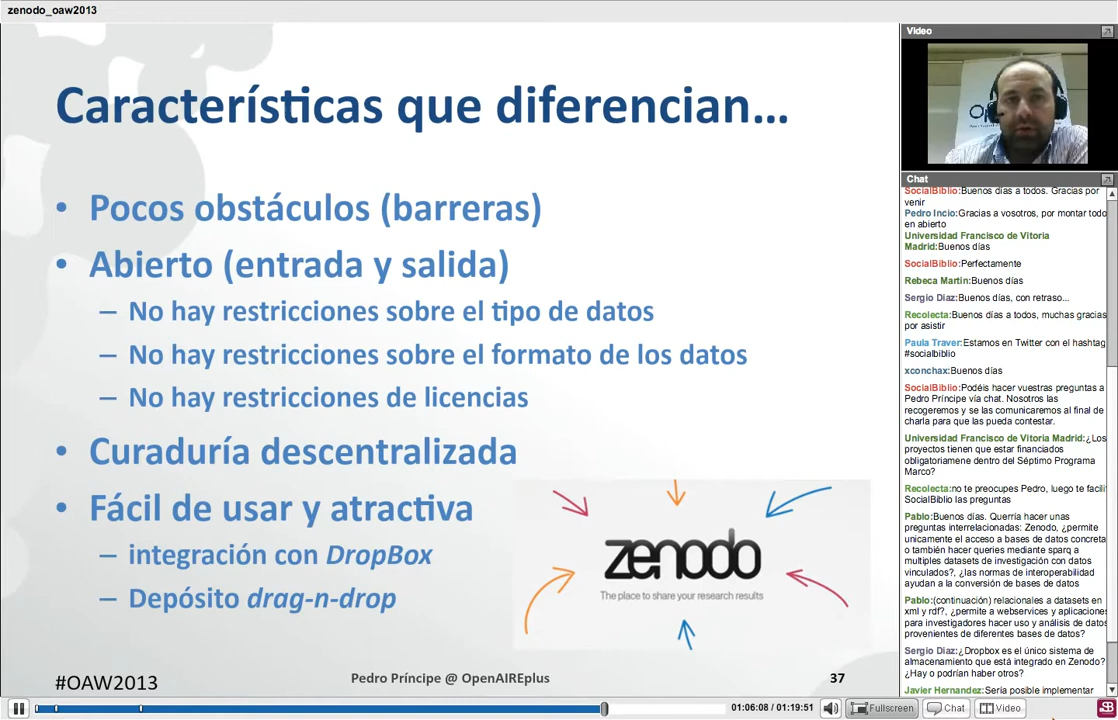 zenodo_oaw2013
Características que diferencian...
• Pocos obstáculos (barreras)
• Abierto (entrada y salida)
– No hay restricciones sobre el tipo de datos
– No hay restricciones sobre el formato de los datos
– No hay restricciones de licencias
• Curaduría descentralizada
• Fácil de usar y atractiva
– integración con DropBox
– Depósito drag-n-drop
zenodo
The place to share your research results
#OAW2013
Pedro Príncipe @ OpenAIREplus
37
Video
Chat
SocialBiblio:Buenos días a todos. Gracias por
venir
Pedro Incio:Gracias a vosotros, por montar todo
en abierto
Universidad Francisco de Vitoria
Madrid:Buenos días
SocialBiblio:Perfectamente
Rebeca Martin:Buenos días
Sergio Diaz:Buenos días, con retraso...
Recolecta:Buenos días a todos, muchas gracias
por asistir
Paula Traver:Estamos en Twitter con el hashtag
#socialbiblio
xconchax:Buenos días
SocialBiblio:Podéis hacer vuestras preguntas a
Pedro Príncipe vía chat. Nosotros las
recogeremos y se las comunicaremos al final de
charla para que las pueda contestar.
Universidad Francisco de Vitoria Madrid:¿Los
proyectos tienen que estar financiados
obligatoriamene dentro del Séptimo Programa
Marco?
Recolecta:no te preocupes Pedro, luego te facili
SocialBiblio las preguntas
Pablo:Buenos días. Querría hacer unas
preguntas interrelacionadas: Zenodo, ¿permite
unicamente el acceso a bases de datos concreta
o también hacer queries mediante sparq a
multiples datasets de investigación con datos
vinculados?, ¿las normas de interoperabilidad
ayudan a la conversión de bases de datos
Pablo:(continuación) relacionales a datasets en
xml y rdf?, ¿permite a webservices y aplicacione
para investigadores hacer uso y análisis de datos
provenientes de diferentes bases de datos?
Sergio Diaz:¿Dropbox es el único sistema de
almacenamiento que está integrado en Zenodo?
¿Hay o podrían haber otros?
Javier Hernandez:Sería posible implementar
01:06:08 / 01:19:51
Fullscreen
Chat
Video